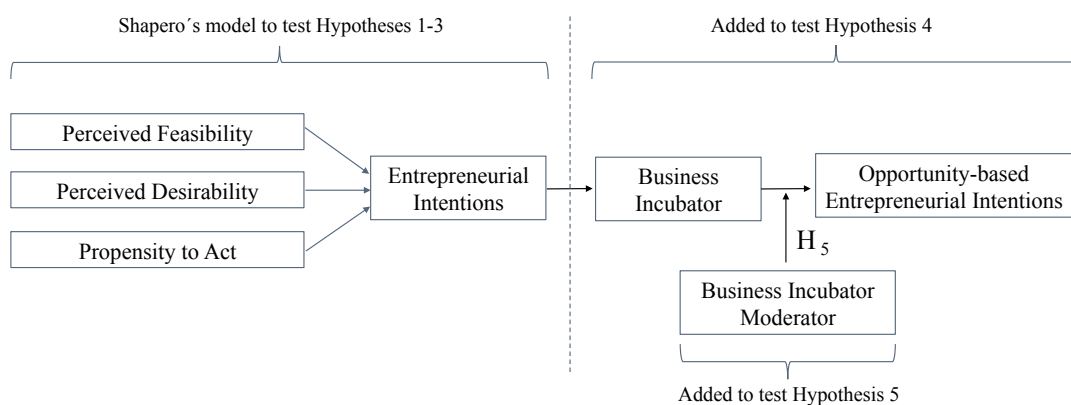 Shapero´s model to test Hypotheses 1-3
Added to test Hypothesis 4
Perceived Feasibility
Perceived Desirability
Propensity to Act
Entrepreneurial
Intentions
Business
Incubator
Opportunity-based
Entrepreneurial Intentions
H5
Business Incubator
Moderator
Added to test Hypothesis 5